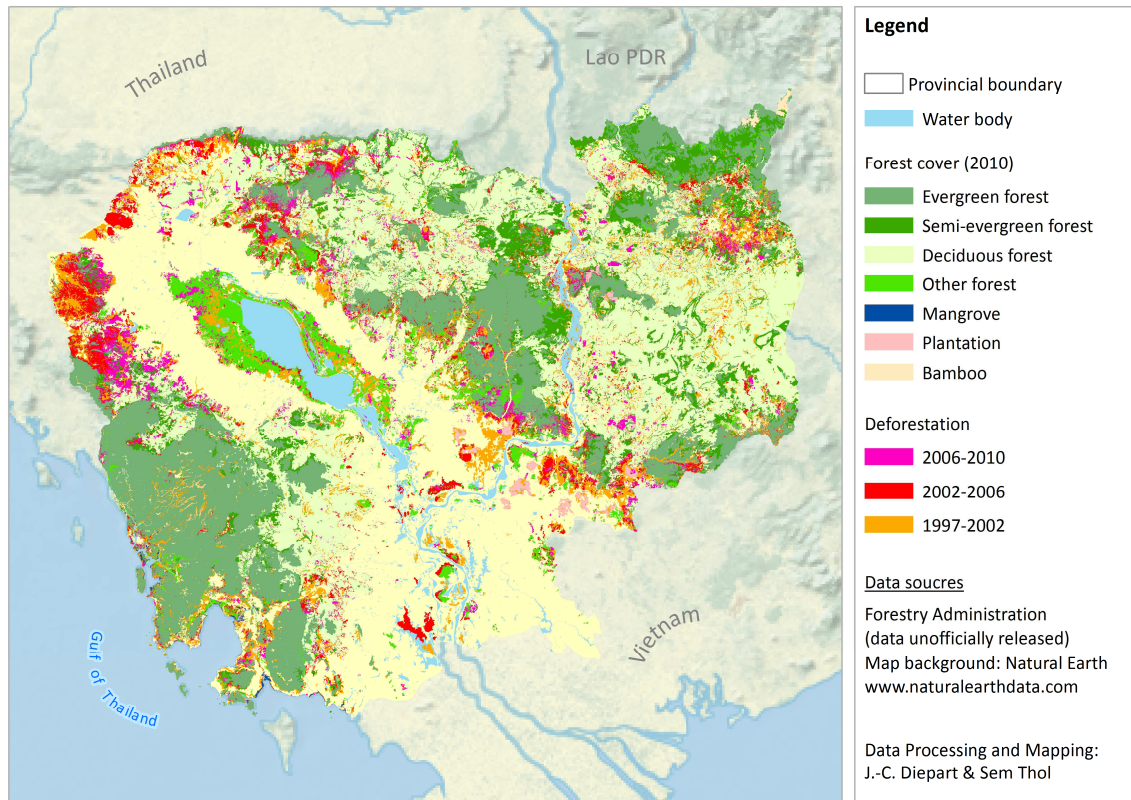 Thailand
Lao PDR
Vietnam
Gulf of Thailand
Legend
Provincial boundary
Water body
Forest cover (2010)
Evergreen forest
Semi-evergreen forest
Deciduous forest
Other forest
Mangrove
Plantation
Bamboo
Deforestation
2006-2010
2002-2006
1997-2002
Data soucres
Forestry Administration
(data unofficially released)
Map background: Natural Earth
www.naturalearthdata.com
Data Processing and Mapping:
J.-C. Diepart & Sem Thol